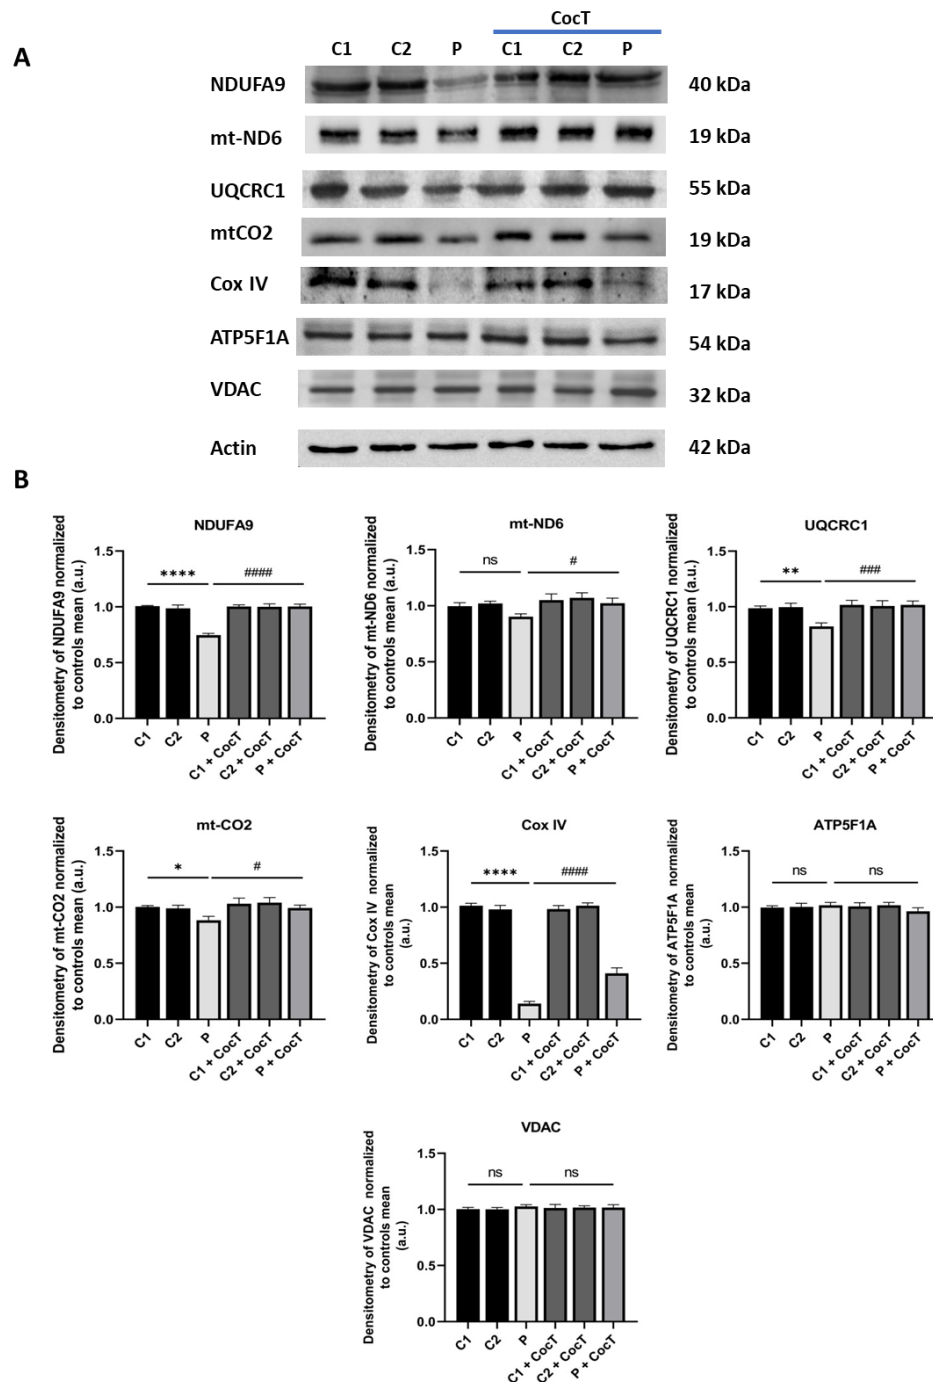 CocT
A
C1 C2 P C1 C2 P
NDUFA9 40 kDa
mt-ND6 19 kDa
UQCRC1 55 kDa
mtCO2 19 kDa
Cox IV 17 kDa
ATP5F1A 54 kDa
VDAC 32 kDa
Actin 42 kDa
B
NDUFA9
Densitometry of NDUFA9 normalized
to controls mean (a.u.)
1.5
1.0
0.5
0.0
**** ####
C1 C2 P C1 + CocT C2 + CocT P + CocT
mt-ND6
Densitometry of mt-ND6 normalized
to controls mean (a.u.)
1.5
1.0
0.5
0.0
ns #
C1 C2 P C1 + CocT C2 + CocT P + CocT
UQCRC1
Densitometry of UQCRC1 normalized
to controls mean (a.u.)
1.5
1.0
0.5
0.0
** ###
C1 C2 P C1 + CocT C2 + CocT P + CocT
mt-CO2
Densitometry of mt-CO2 normalized
to controls mean (a.u.)
1.5
1.0
0.5
0.0
* #
C1 C2 P C1 + CocT C2 + CocT P + CocT
Cox IV
Densitometry of Cox IV normalized
to controls mean
(a.u.)
1.5
1.0
0.5
0.0
**** ####
C1 C2 P C1 + CocT C2 + CocT P + CocT
ATP5F1A
Densitometry of ATP5F1A normalized
to controls mean
(a.u.)
1.5
1.0
0.5
0.0
ns ns
C1 C2 P C1 + CocT C2 + CocT P + CocT
VDAC
Densitometry of VDAC normalized
to controls mean
(a.u.)
1.5
1.0
0.5
0.0
ns ns
C1 C2 P C1 + CocT C2 + CocT P + CocT